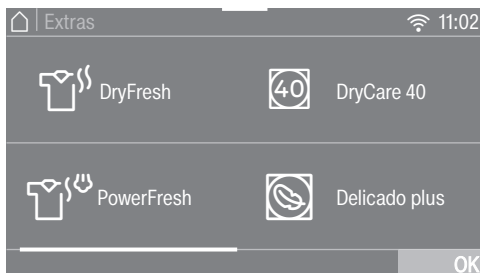 Extras 11:02
DryFresh
40 DryCare 40
PowerFresh
Delicado plus
OK